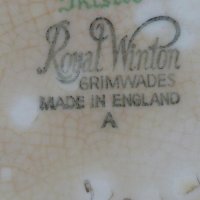 Royal Winton
GRIMWADES
MADE IN ENGLAND
A